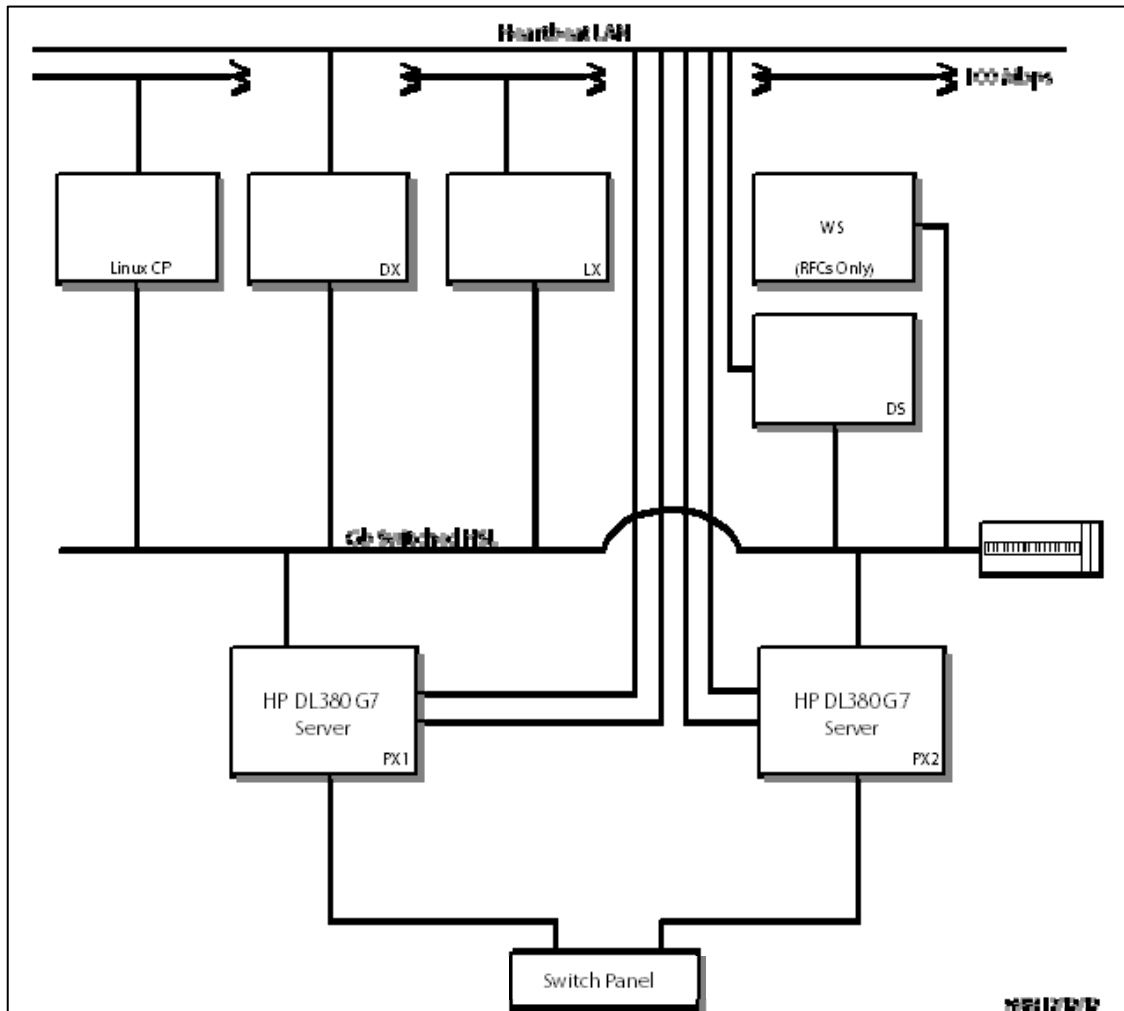 Heartbeat LAN
100 Mbps
Linux CP
DX
LX
WS
(RFCs Only)
DS
Gb Switched HSL
HP DL380 G7
Server
PX1
HP DL380 G7
Server
PX2
Switch Panel